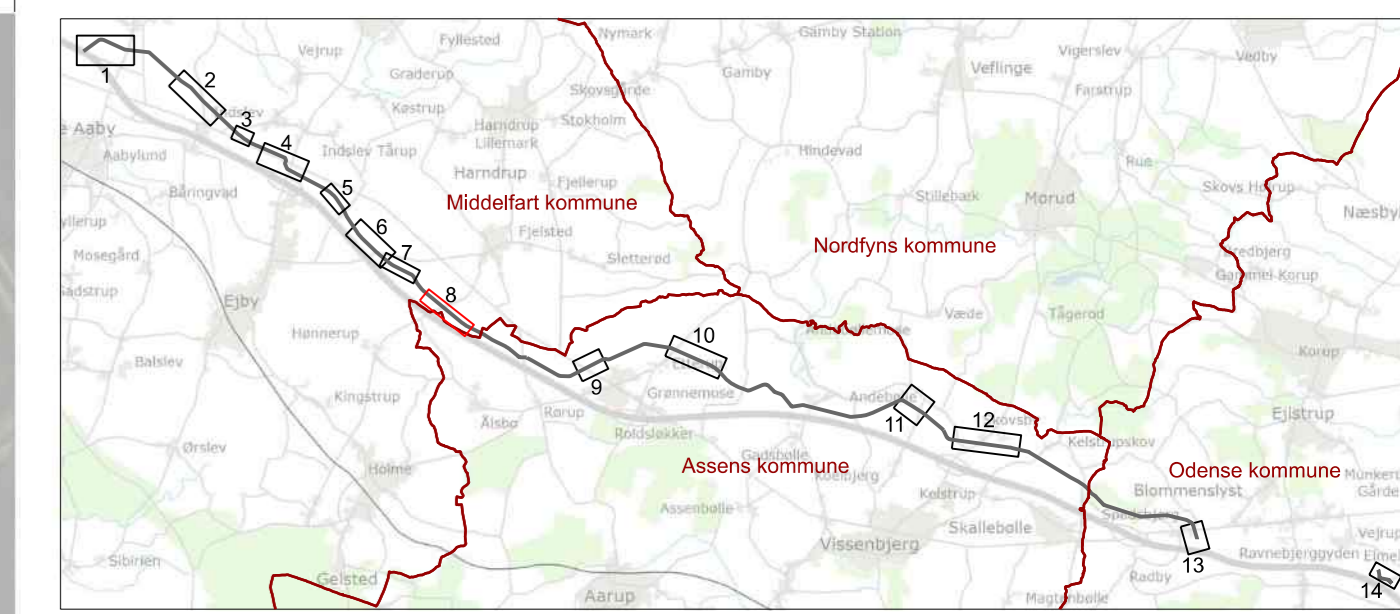 Nymark
Gamby Station
Fyllested
Vejrup
Vigerslev
Vedby
1
Graderup
Gamby
Veflinge
2
Skovsgårde
Farstrup
Køstrup
3
Harndrup
Lillemark
Stokholm
e Aaby
4
Aabylund
Indslev Tårup
Hindevad
Rue
Harndrup
Fjellerup
5
Båringvad
Stillebæk
Morud
Middelfart kommune
Næsby
6
yllerup
Fjelsted
Nordfyns kommune
7
Mosegård
Sletterød
8
Ejby
Væde
Tågerod
Hønnerup
10
Korup
Balslev
9
Grønnemose
Kingstrup
Andebølle
Ålsbo
Rørup
11
12
Ejlstrup
Roldsløkker
Kelstrupskov
Ørslev
Gadsbølle
Holme
Assens kommune
Odense kommune
Koelbjerg
Kelstrup
Blommenslyst
Assenbølle
Skallebølle
Vissenbjerg
Ravnebjerggyden
Sibirien
13
Gelsted
Radby
14
Aarup
Magtenbølle